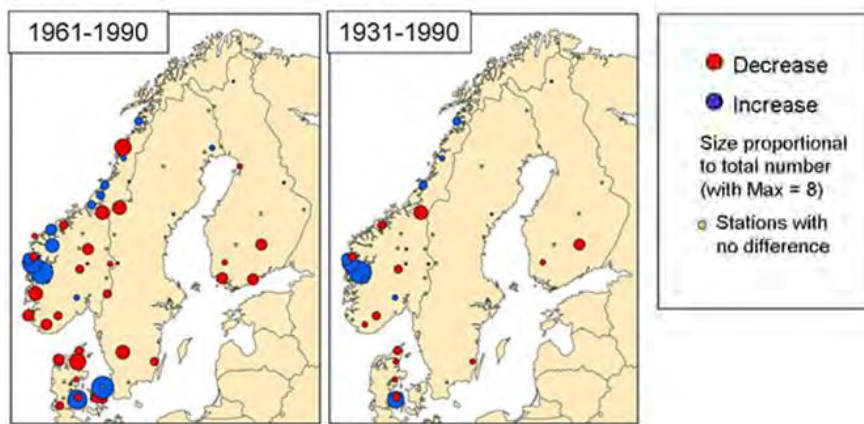 1961-1990
1931-1990
Decrease
Increase
Size proportional
to total number
(with Max = 8)
Stations with
no difference